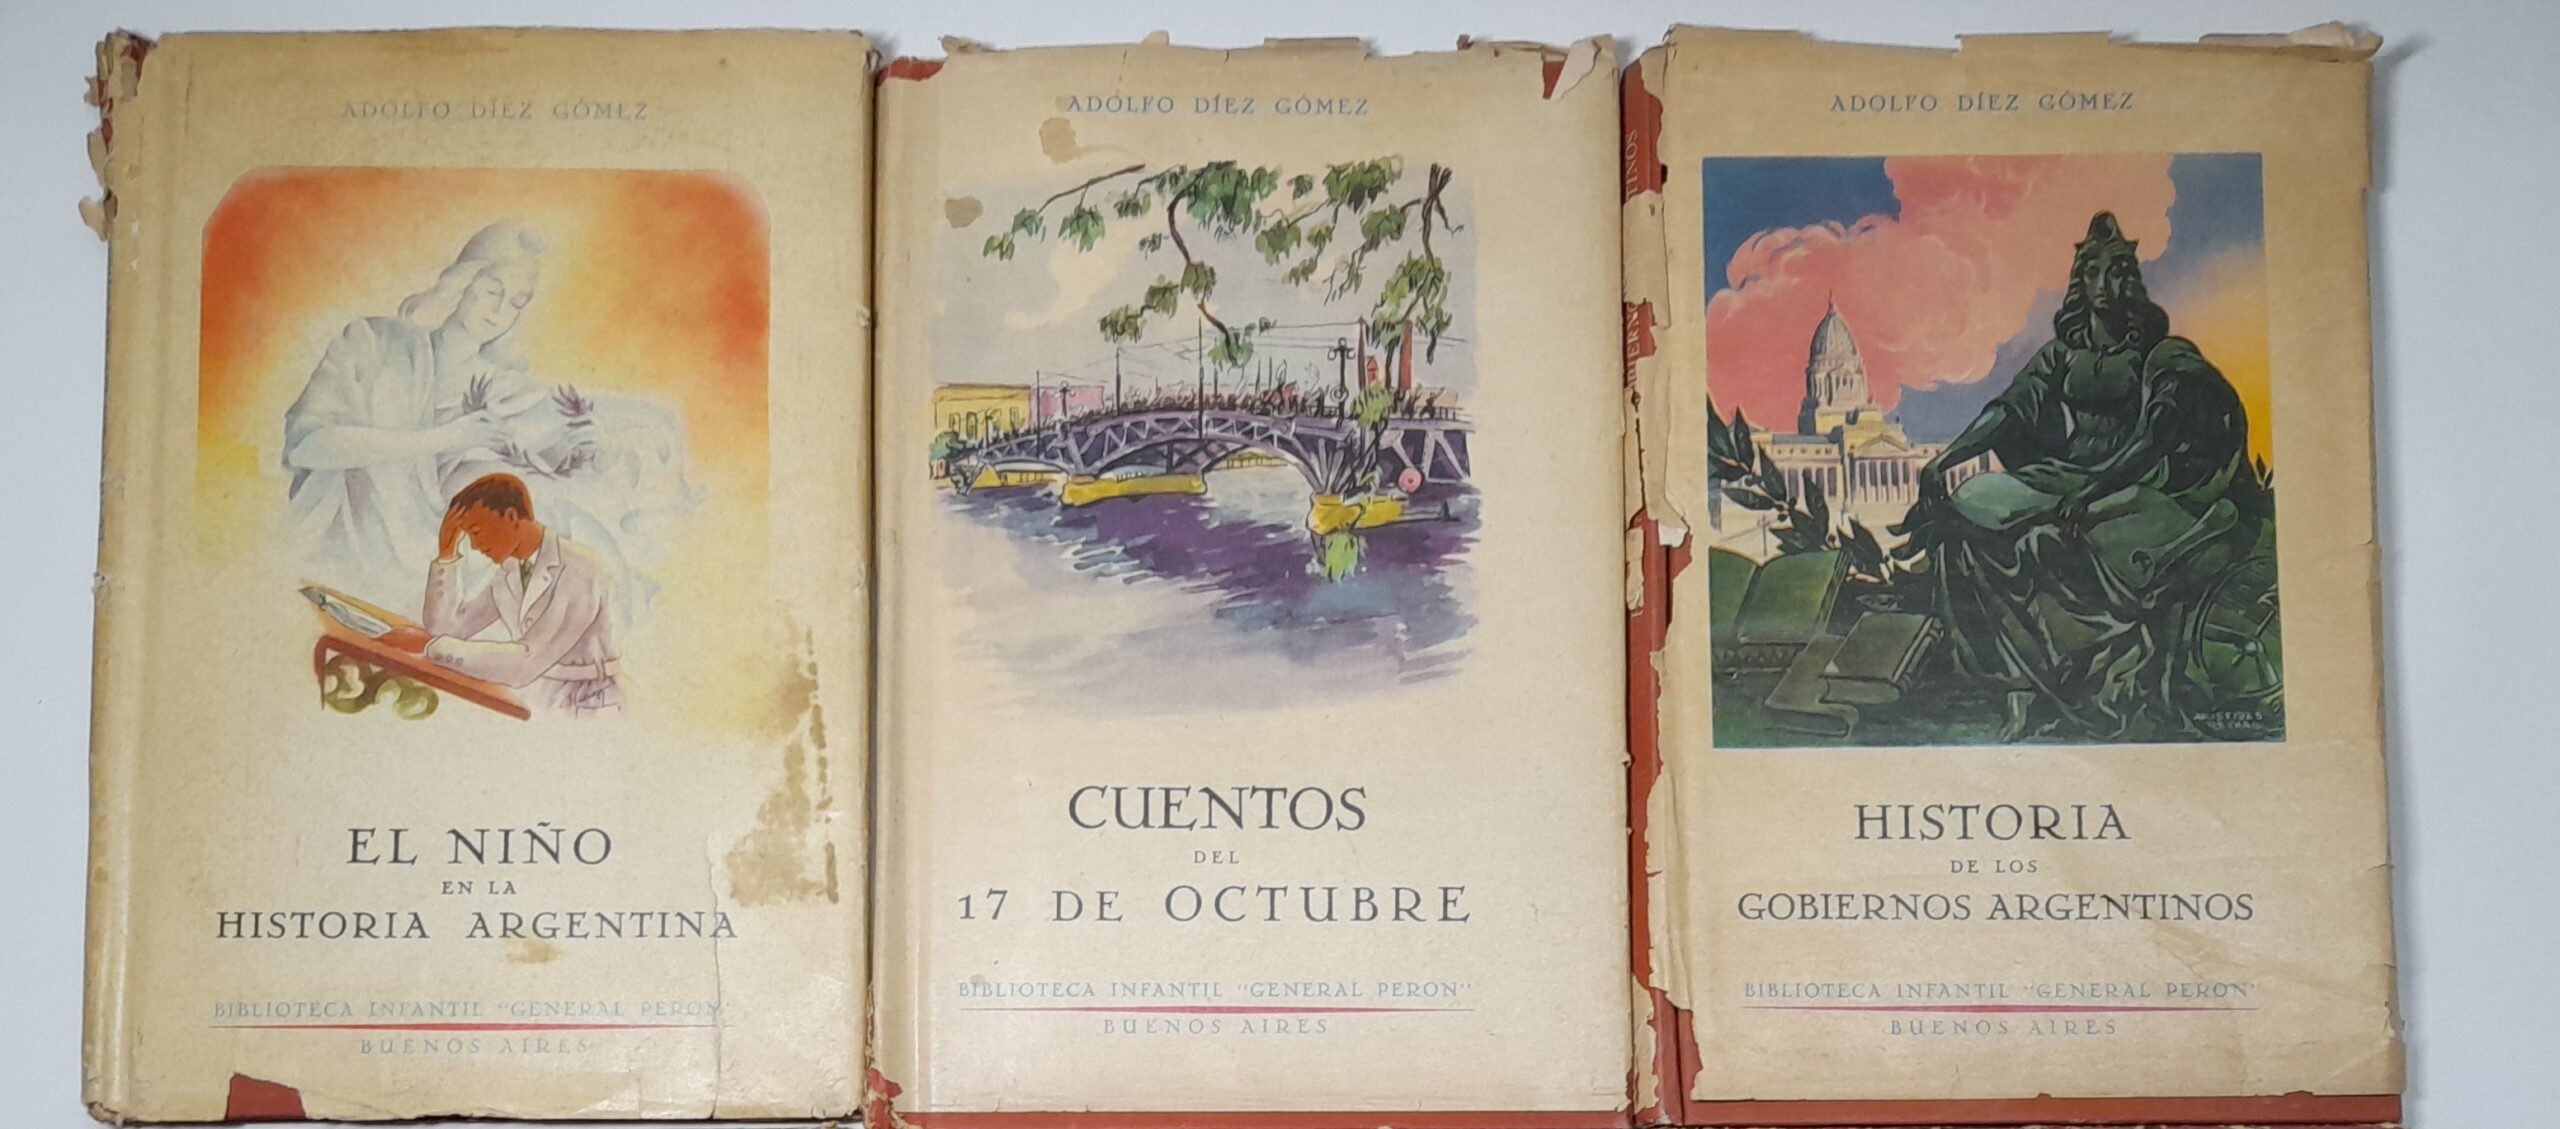 ADOLFO DÍEZ GÓMEZ
EL NIÑO
EN LA
HISTORIA ARGENTINA
BIBLIOTECA INFANTIL "GENERAL PERON"
BUENOS AIRES
ADOLFO DÍEZ GÓMEZ
CUENTOS
DEL
17 DE OCTUBRE
BIBLIOTECA INFANTIL "GENERAL PERON"
BUENOS AIRES
ADOLFO DÍEZ GÓMEZ
HISTORIA
DE LOS
GOBIERNOS ARGENTINOS
BIBLIOTECA INFANTIL "GENERAL PERON"
BUENOS AIRES